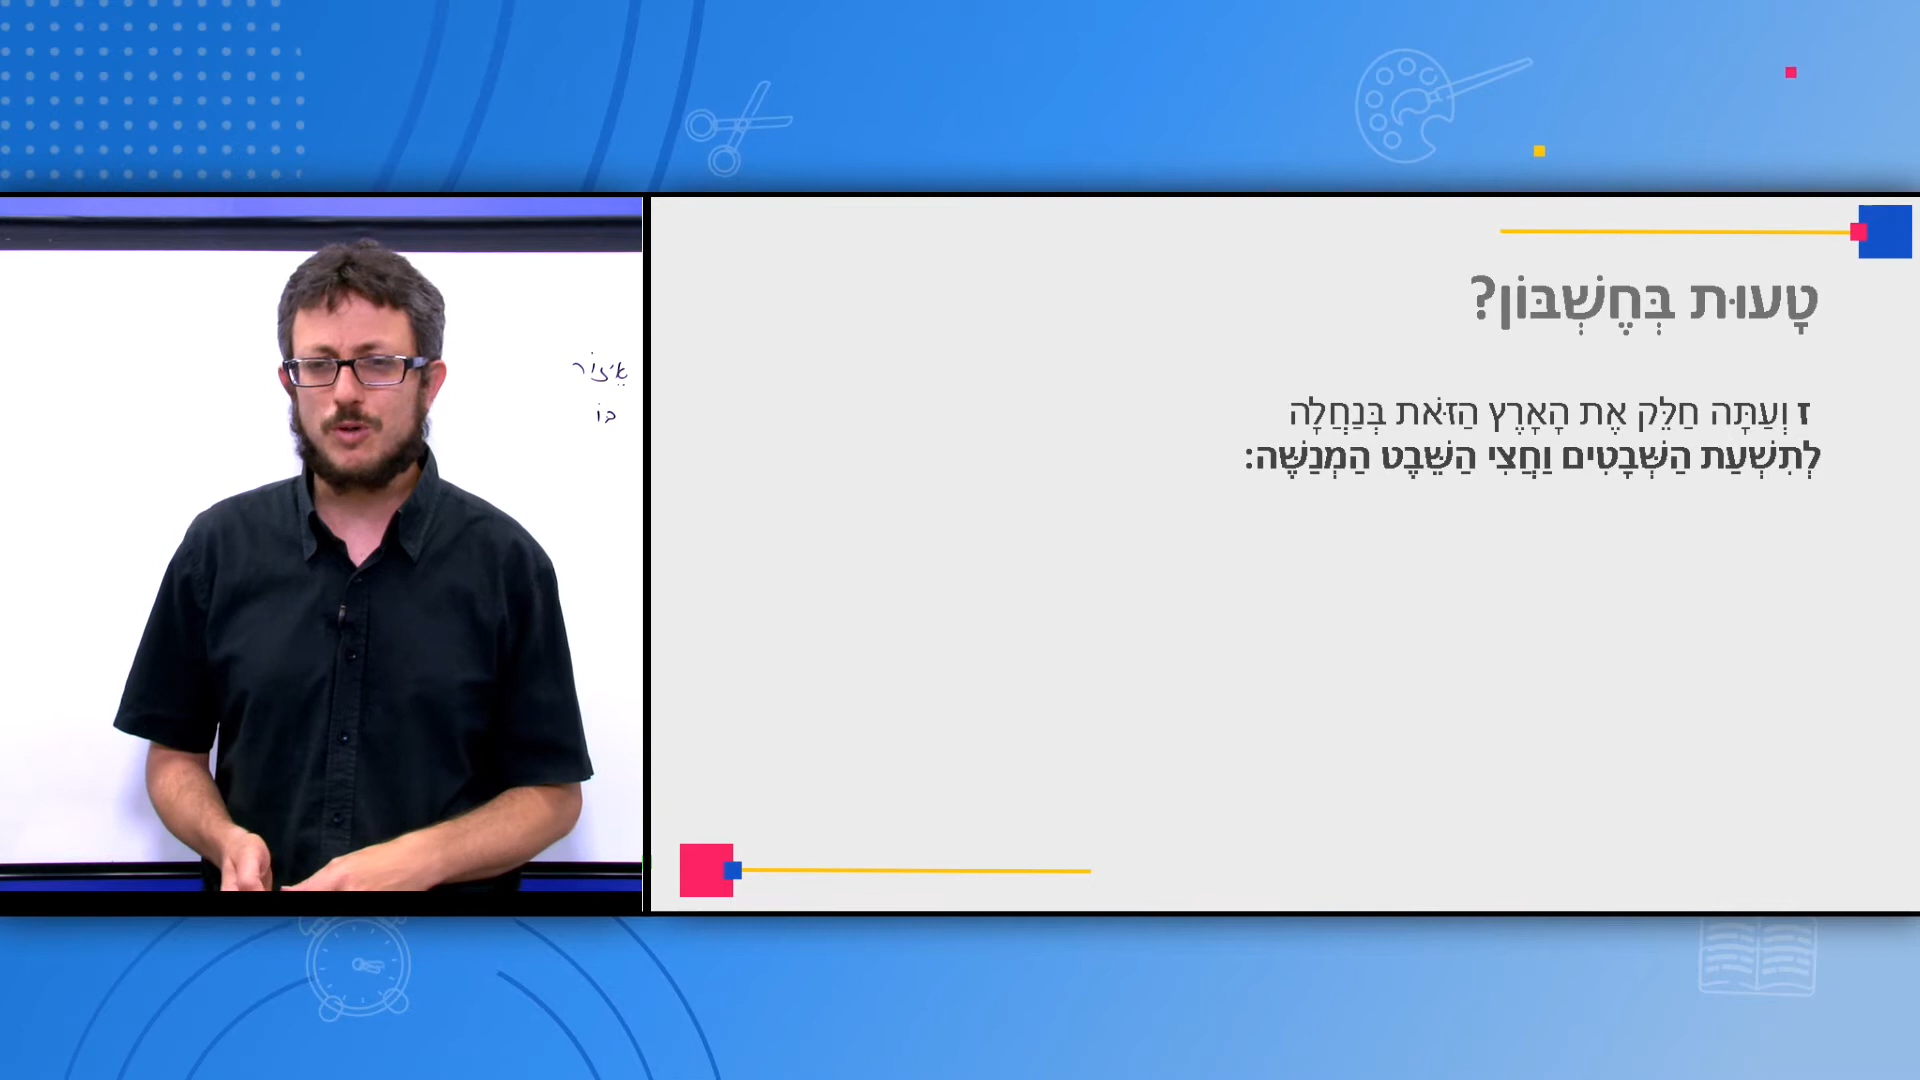 טָעוּת בְּחֶשְׁבּוֹן?
ז וְעַתָּה חַלֵּק אֶת הָאָרֶץ הַזֹּאת בְּנַחֲלָה
לְתִשְׁעַת הַשְּׁבָטִים וַחֲצִי הַשֵּׁבֶט הַמְנַשֶּׁה:
בּוֹ